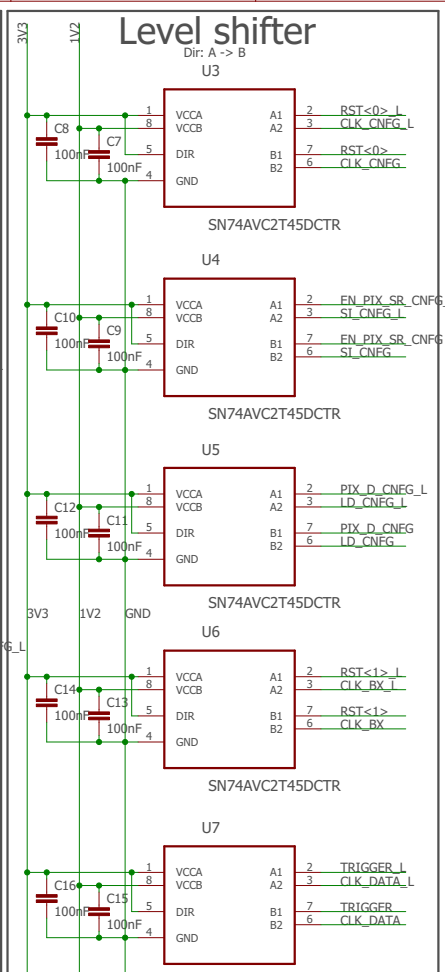 3V3
1V2
Level shifter
Dir: A -> B
U3
1 VCCA A1 2 RST<0>_L
8 VCCB A2 3 CLK_CNFG_L
C8
C7
100nF
100nF
5 DIR B1 7 RST<0>
B2 6 CLK_CNFG
4 GND
SN74AVC2T45DCTR
U4
1 VCCA A1 2 EN_PIX_SR_CNFG_
8 VCCB A2 3 SI_CNFG_L
C10
C9
100nF
100nF
5 DIR B1 7 EN_PIX_SR_CNFG
B2 6 SI_CNFG
4 GND
SN74AVC2T45DCTR
U5
1 VCCA A1 2 PIX_D_CNFG_L
8 VCCB A2 3 LD_CNFG_L
C12
C11
100nF
100nF
5 DIR B1 7 PIX_D_CNFG
B2 6 LD_CNFG
4 GND
SN74AVC2T45DCTR
3V3 1V2 GND
U6
FG_L
1 VCCA A1 2 RST<1>_L
8 VCCB A2 3 CLK_BX_L
C14
C13
100nF
100nF
5 DIR B1 7 RST<1>
B2 6 CLK_BX
4 GND
SN74AVC2T45DCTR
U7
1 VCCA A1 2 TRIGGER_L
8 VCCB A2 3 CLK_DATA_L
C16
C15
100nF
100nF
5 DIR B1 7 TRIGGER
B2 6 CLK_DATA
4 GND